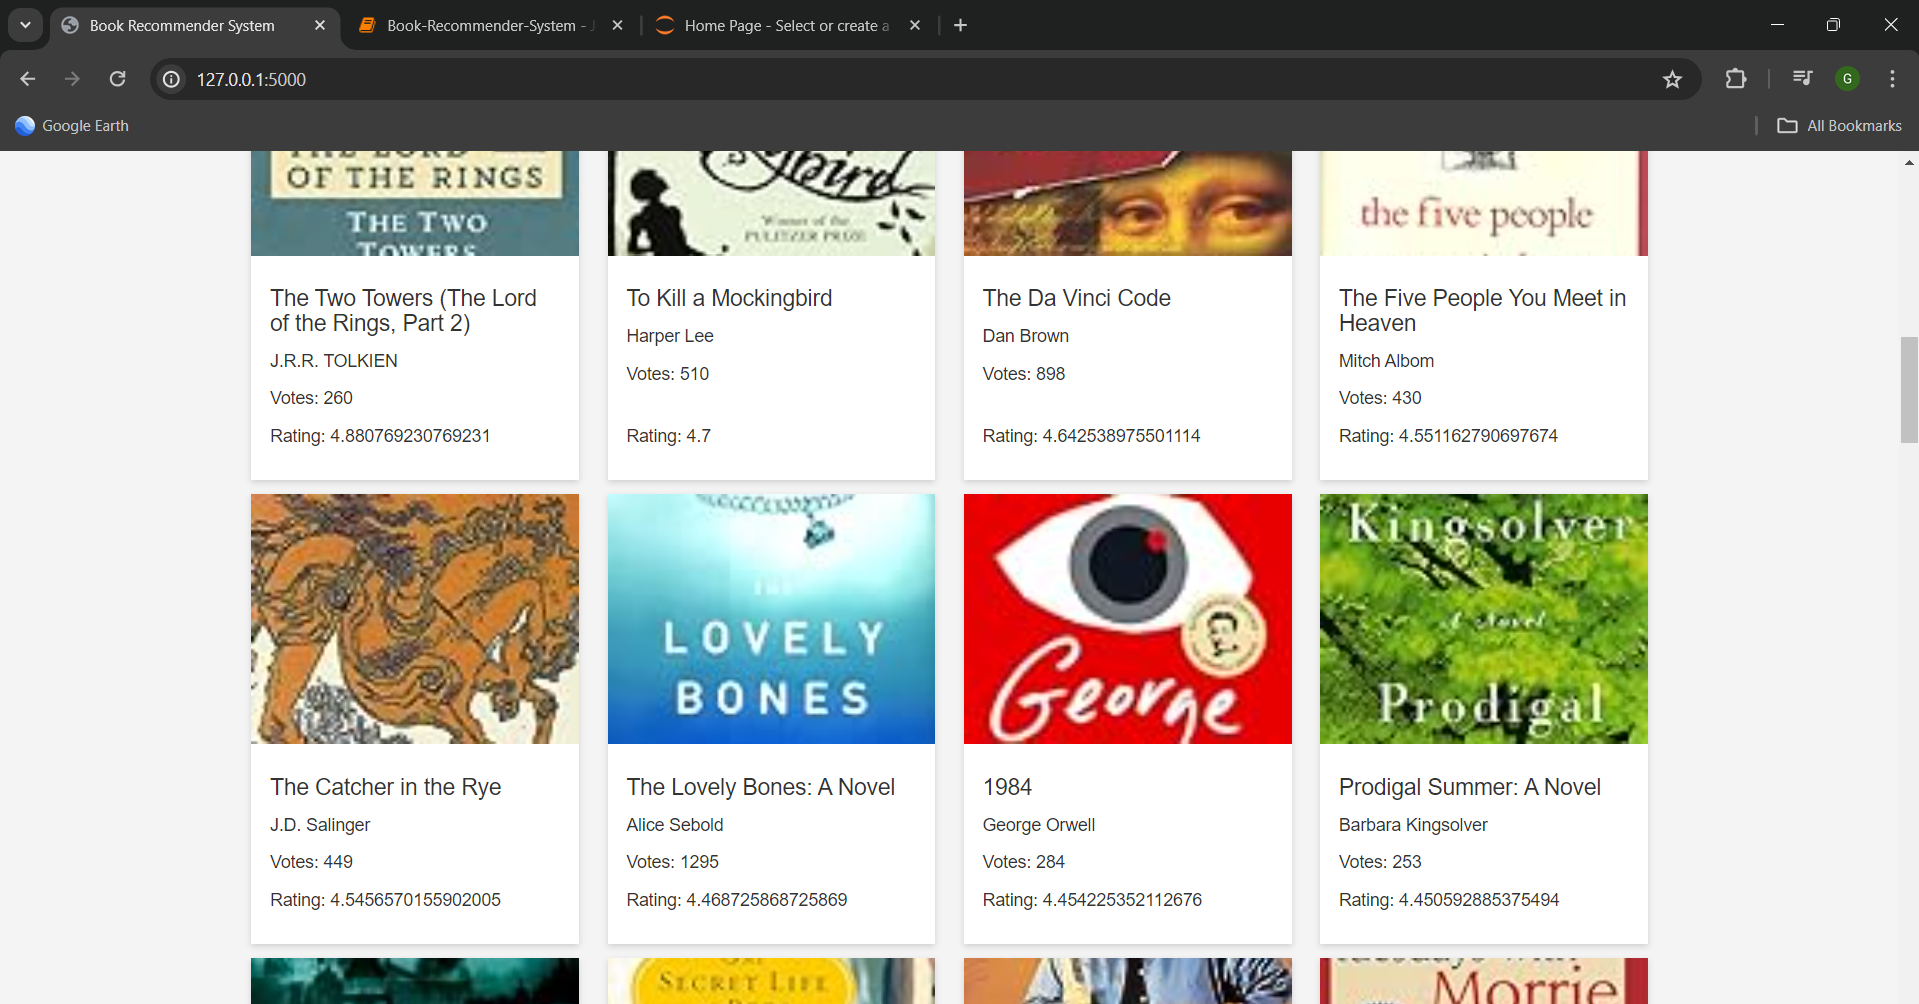 Book Recommender System
Book-Recommender-System - J
Home Page - Select or create a
127.0.0.1:5000
G
Google Earth
All Bookmarks
THE LORD
OF THE RINGS
THE TWO
TOWERS
Winner of the
PULITZER PRIZE
the five people
The Two Towers (The Lord
of the Rings, Part 2)
J.R.R. TOLKIEN
Votes: 260
Rating: 4.880769230769231
To Kill a Mockingbird
Harper Lee
Votes: 510
Rating: 4.7
The Da Vinci Code
Dan Brown
Votes: 898
Rating: 4.642538975501114
The Five People You Meet in
Heaven
Mitch Albom
Votes: 430
Rating: 4.551162790697674
THE
LOVELY
BONES
George
Kingsolver
A Novel
Prodigal
The Catcher in the Rye
J.D. Salinger
Votes: 449
Rating: 4.5456570155902005
The Lovely Bones: A Novel
Alice Sebold
Votes: 1295
Rating: 4.468725868725869
1984
George Orwell
Votes: 284
Rating: 4.454225352112676
Prodigal Summer: A Novel
Barbara Kingsolver
Votes: 253
Rating: 4.450592885375494
SECRET LIFE
Morrie